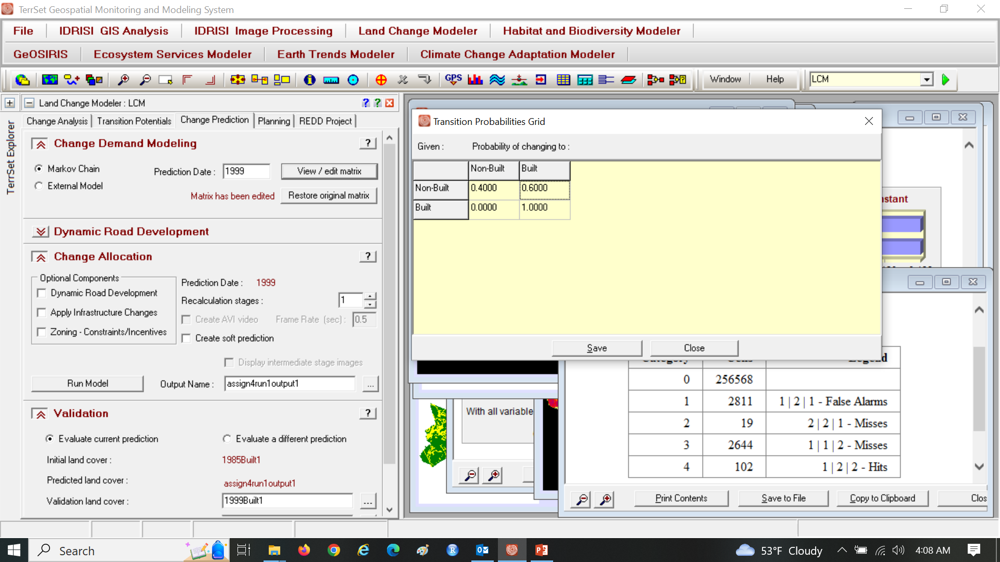 TerrSet Geospatial Monitoring and Modeling System
File IDRISI GIS Analysis IDRISI Image Processing Land Change Modeler Habitat and Biodiversity Modeler
GeOSIRIS Ecosystem Services Modeler Earth Trends Modeler Climate Change Adaptation Modeler
GPS Window Help LCM
TerrSet Explorer
Land Change Modeler : LCM
Change Analysis Transition Potentials Change Prediction Planning REDD Project
Change Demand Modeling ?
Markov Chain Prediction Date : 1999 View / edit matrix
External Model
Matrix has been edited Restore original matrix
Dynamic Road Development
Change Allocation ?
Optional Components
Dynamic Road Development
Apply Infrastructure Changes
Zoning - Constraints/Incentives
Prediction Date : 1999
Recalculation stages : 1
Create AVI video Frame Rate (sec) : 0.5
Create soft prediction
Display intermediate stage images
Run Model Output Name : assign4run1output1 ...
Validation ?
Evaluate current prediction Evaluate a different prediction
Initial land cover : 1985Built1
Predicted land cover : assign4run1output1
Validation land cover : 1999Built1 ...
Transition Probabilities Grid
Given : Probability of changing to :
Non-Built Built
Non-Built 0.4000 0.6000
Built 0.0000 1.0000
Save Close
Category Cells Legend
0 256568
1 2811 1 | 2 | 1 - False Alarms
2 19 2 | 2 | 1 - Misses
3 2644 1 | 1 | 2 - Misses
4 102 1 | 2 | 2 - Hits
With all variable
Print Contents Save to File Copy to Clipboard Clos
Search
53°F Cloudy 4:08 AM